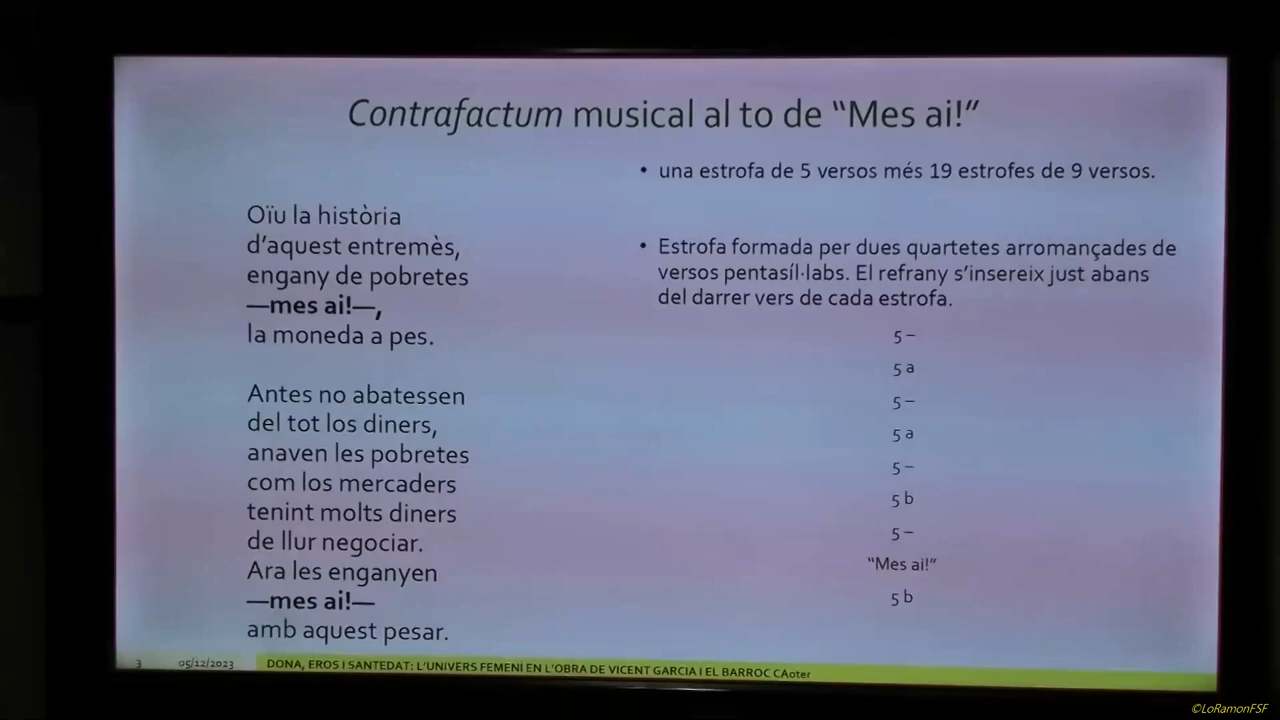 Contrafactum musical al to de “Mes ai!”
Oïu la història
d’aquest entremès,
engany de pobretes
—mes ai!—,
la moneda a pes.
Antes no abatessen
del tot los diners,
anaven les pobretes
com los mercaders
tenint molts diners
de llur negociar.
Ara les enganyen
—mes ai!—
amb aquest pesar.
• una estrofa de 5 versos més 19 estrofes de 9 versos.
• Estrofa formada per dues quartetes arromançades de
versos pentasíl·labs. El refrany s’insereix just abans
del darrer vers de cada estrofa.
5 –
5 a
5 –
5 a
5 –
5 b
5 –
“Mes ai!”
5 b
3 05/12/2023 DONA, EROS I SANTEDAT: L’UNIVERS FEMENÍ EN L’OBRA DE VICENT GARCIA I EL BARROC CAoter
©LoRamonFSF